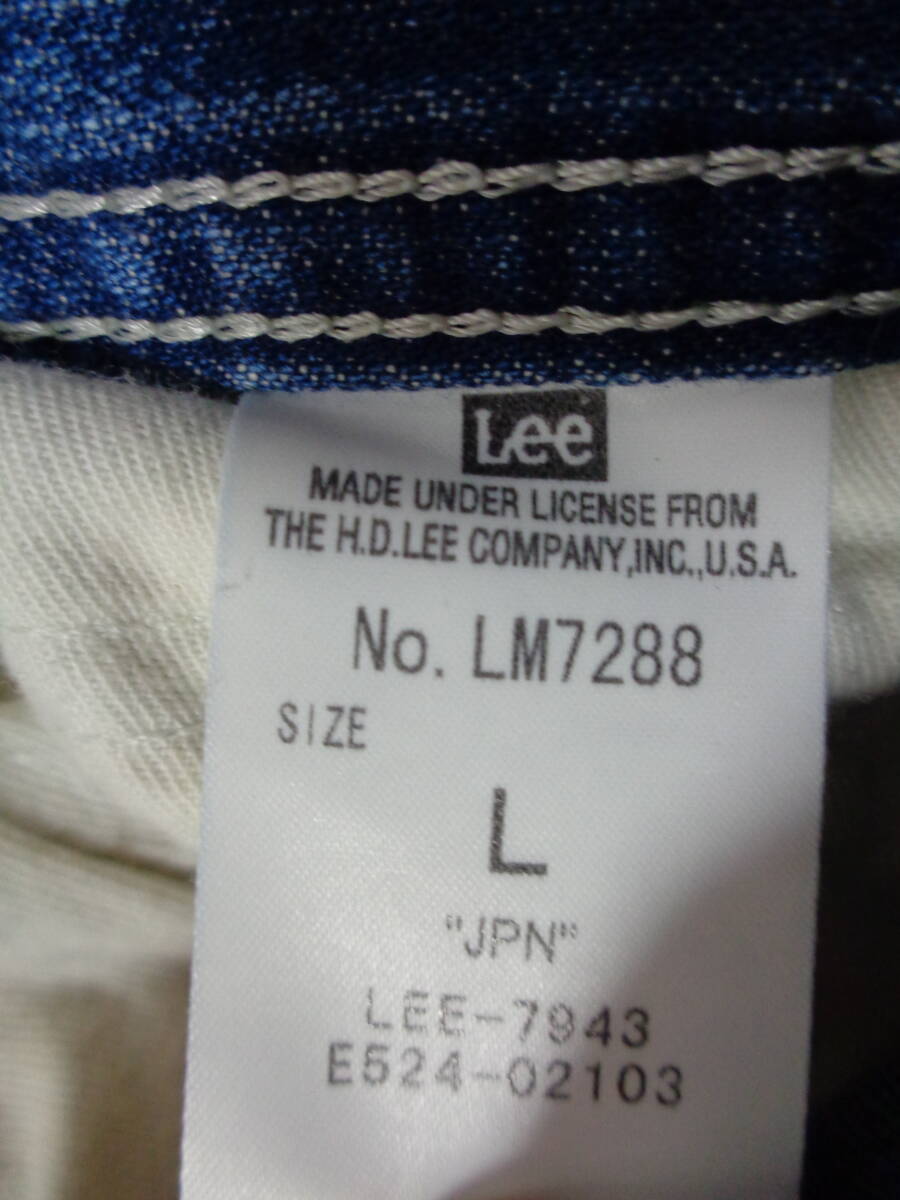 Lee
MADE UNDER LICENSE FROM
THE H.D.LEE COMPANY,INC.,U.S.A.
No. LM7288
SIZE
L
"JPN"
LEE-7943
E524-02103